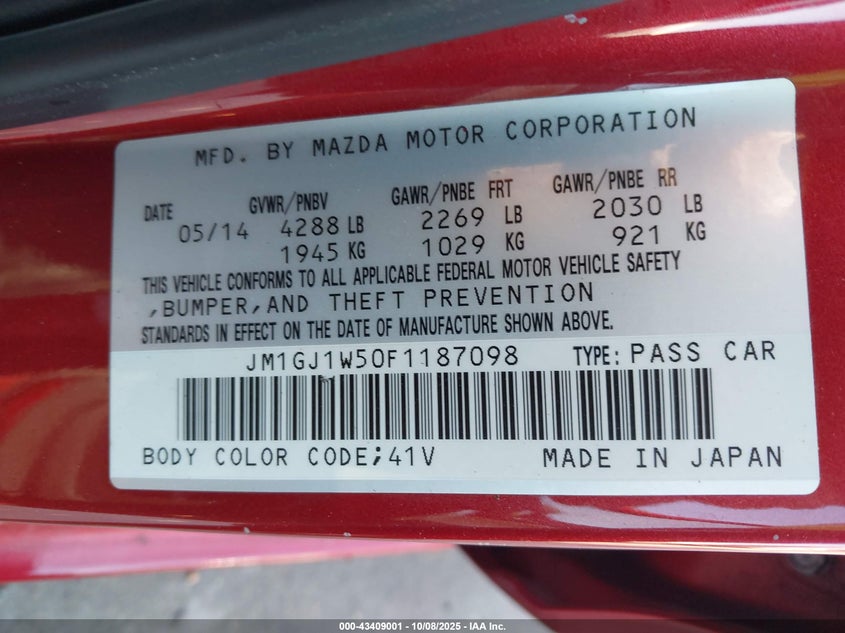 MFD. BY MAZDA MOTOR CORPORATION
DATE GVWR/PNBV GAWR/PNBE FRT GAWR/PNBE RR
05/14 4288 LB 2269 LB 2030 LB
1945 KG 1029 KG 921 KG
THIS VEHICLE CONFORMS TO ALL APPLICABLE FEDERAL MOTOR VEHICLE SAFETY
,BUMPER,AND THEFT PREVENTION
STANDARDS IN EFFECT ON THE DATE OF MANUFACTURE SHOWN ABOVE.
JM1GJ1W50F1187098 TYPE: PASS CAR
BODY COLOR CODE;41V MADE IN JAPAN
000-43409001 - 10/08/2025 - IAA Inc.